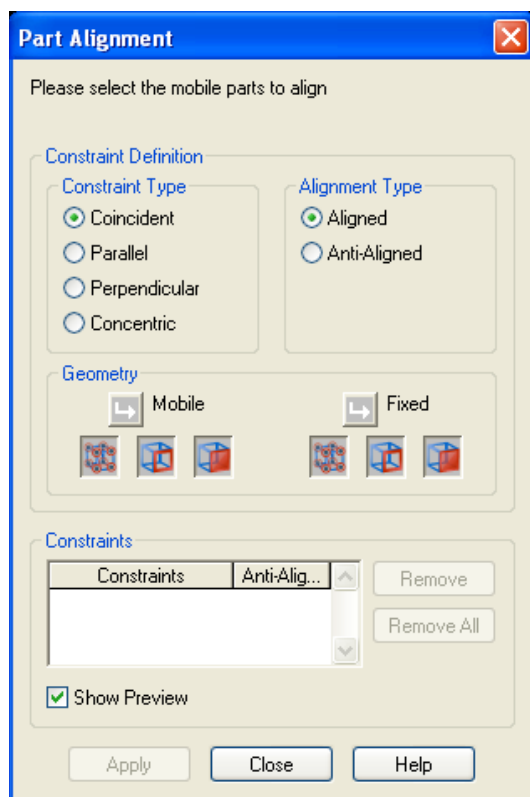 Part Alignment
Please select the mobile parts to align
Constraint Definition
Constraint Type
Coincident
Parallel
Perpendicular
Concentric
Alignment Type
Aligned
Anti-Aligned
Geometry
Mobile
Fixed
Constraints
Constraints Anti-Alig...
Remove
Remove All
Show Preview
Apply Close Help